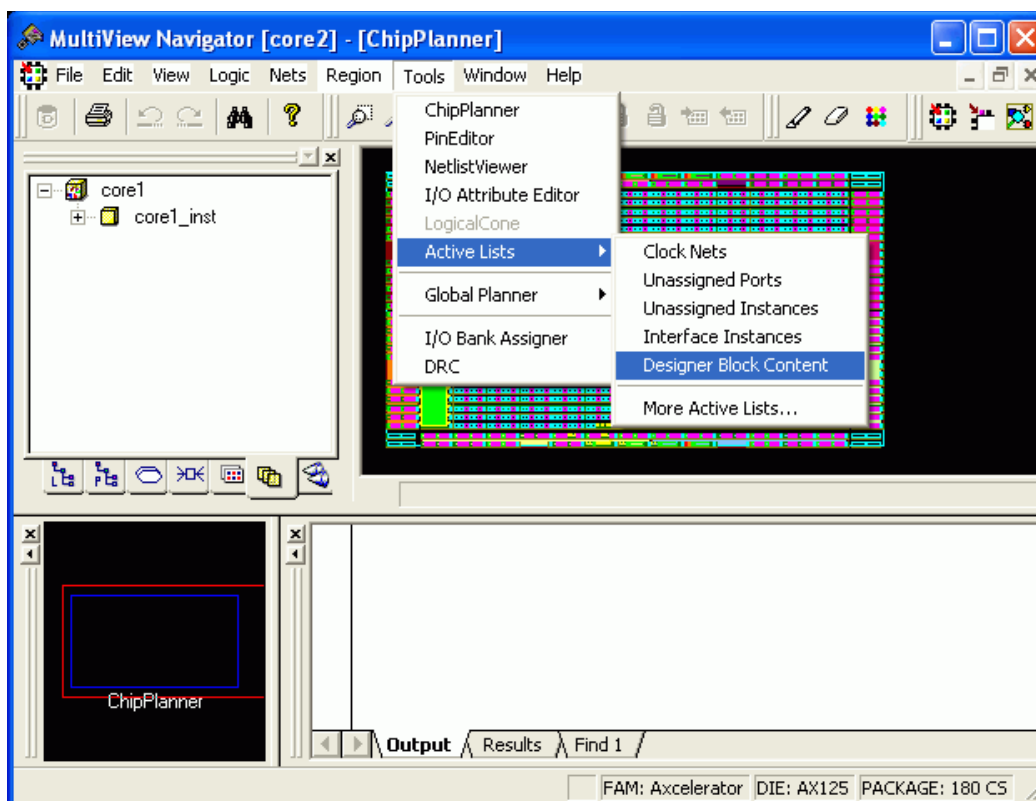 MultiView Navigator [core2] - [ChipPlanner]
File Edit View Logic Nets Region Tools Window Help
ChipPlanner
PinEditor
NetlistViewer
I/O Attribute Editor
LogicalCone
Active Lists
Global Planner
I/O Bank Assigner
DRC
Clock Nets
Unassigned Ports
Unassigned Instances
Interface Instances
Designer Block Content
More Active Lists...
core1
core1_inst
ChipPlanner
Output Results Find 1
FAM: Axcelerator DIE: AX125 PACKAGE: 180 CS